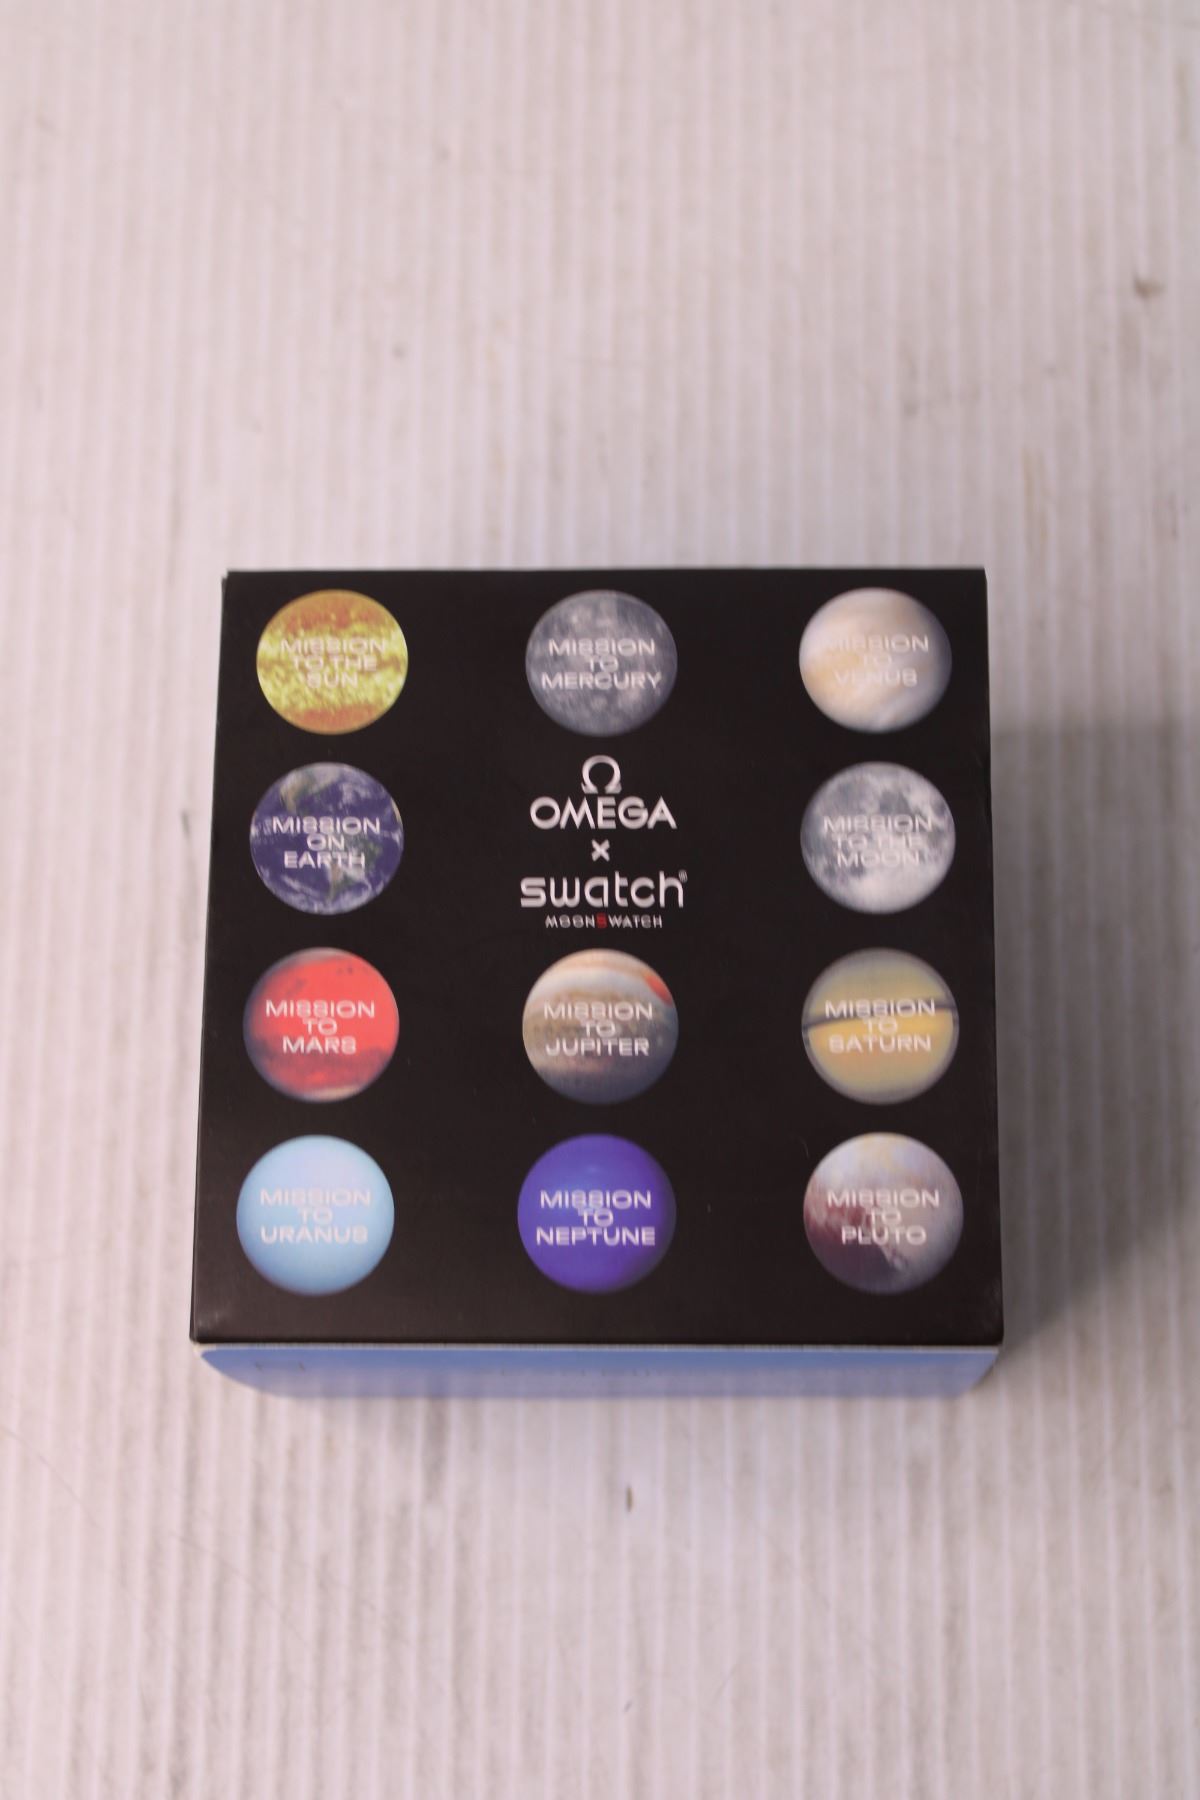 MISSION
TO THE
SUN
MISSION
TO
MERCURY
MISSION
TO
VENUS
MISSION
ON
EARTH
Ω
OMEGA
x
swatch®
MOONSWATCH
MISSION
TO THE
MOON
MISSION
TO
MARS
MISSION
TO
JUPITER
MISSION
TO
SATURN
MISSION
TO
URANUS
MISSION
TO
NEPTUNE
MISSION
TO
PLUTO